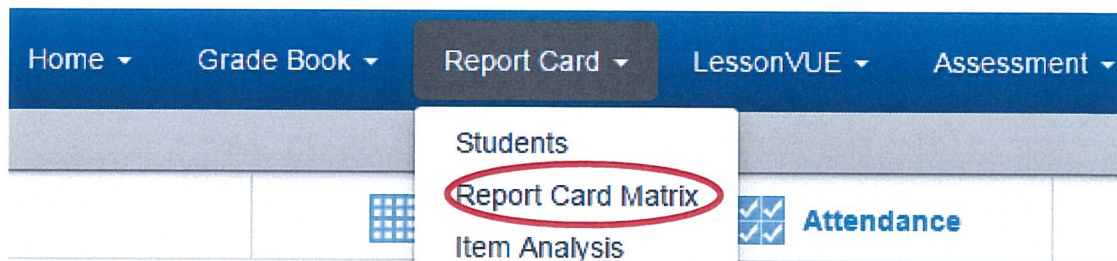 Home Grade Book Report Card LessonVUE Assessment
Students
Report Card Matrix
Attendance
Item Analysis